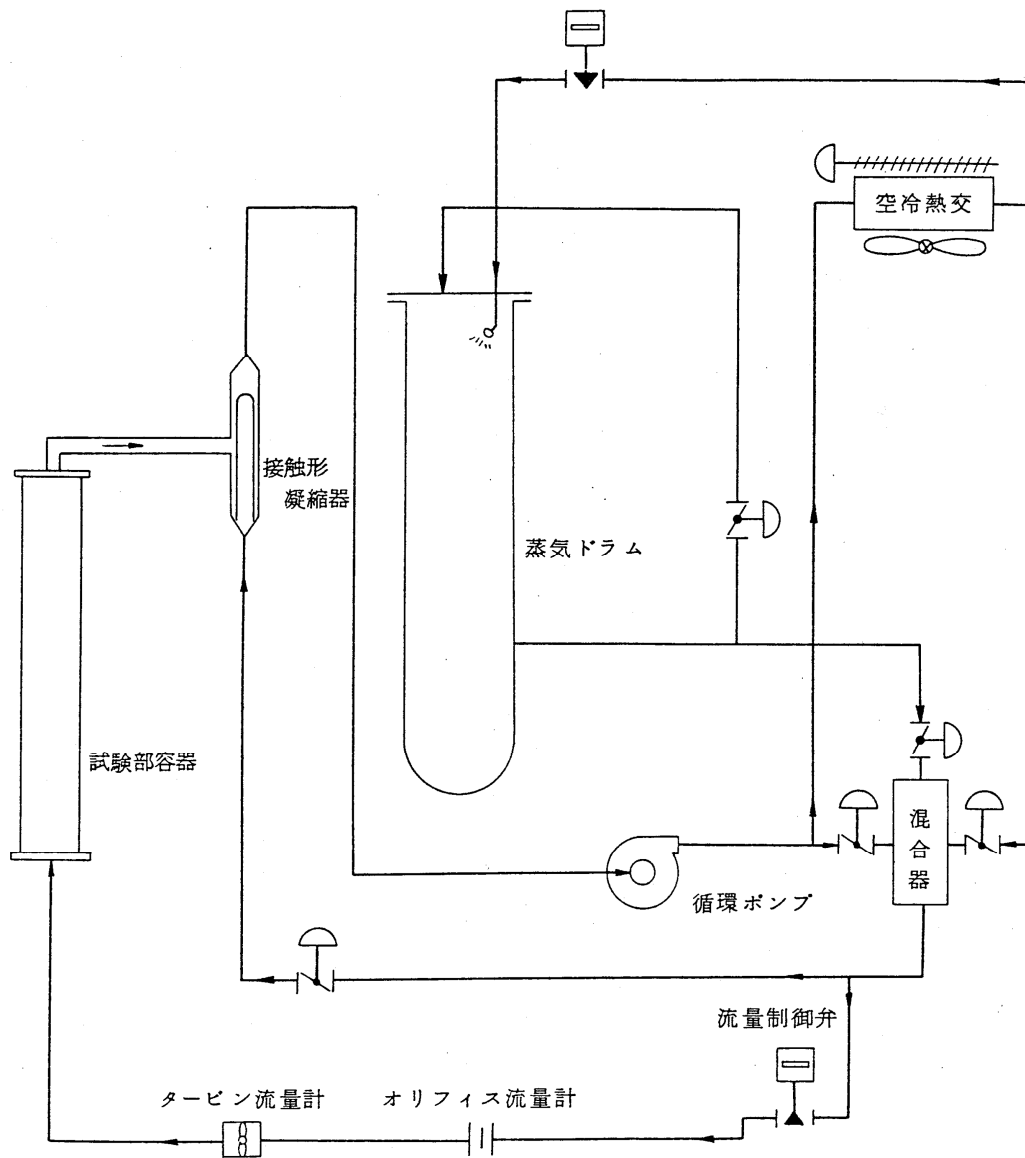 空冷熱交
接触形
凝縮器
蒸気ドラム
試験部容器
混合器
循環ポンプ
流量制御弁
タービン流量計
オリフィス流量計